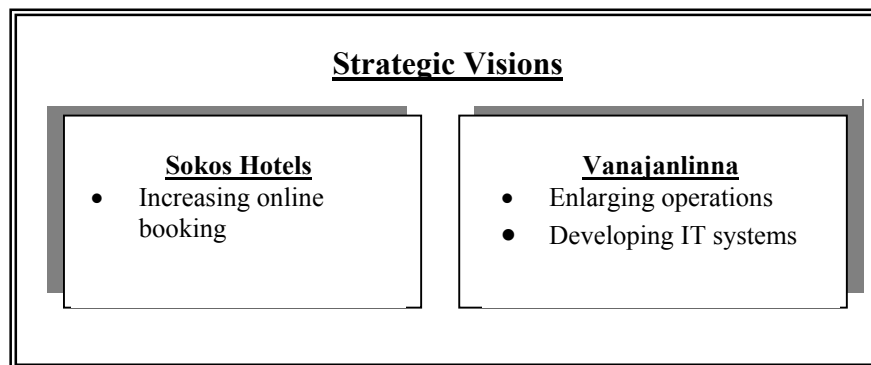 Strategic Visions
Sokos Hotels
• Increasing online
booking
Vanajanlinna
• Enlarging operations
• Developing IT systems